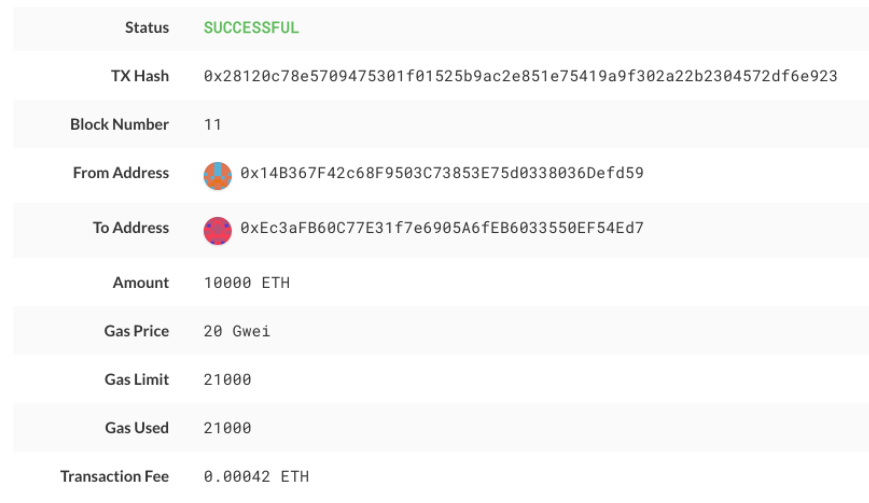 Status SUCCESSFUL
TX Hash 0x28120c78e5709475301f01525b9ac2e851e75419a9f302a22b2304572df6e923
Block Number 11
From Address 0x14B367F42c68F9503C73853E75d0338036Defd59
To Address 0xEc3aFB60C77E31f7e6905A6fEB6033550EF54Ed7
Amount 10000 ETH
Gas Price 20 Gwei
Gas Limit 21000
Gas Used 21000
Transaction Fee 0.00042 ETH